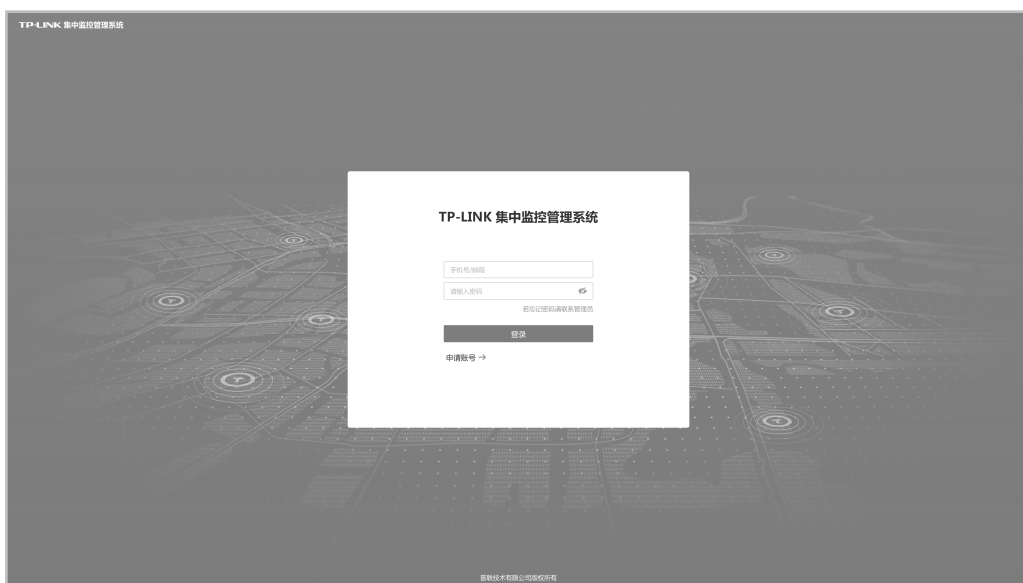 TP-LINK 集中监控管理系统
TP-LINK 集中监控管理系统
手机号/邮箱
请输入密码
若忘记密码请联系管理员
登录
申请账号 →
普联技术有限公司版权所有